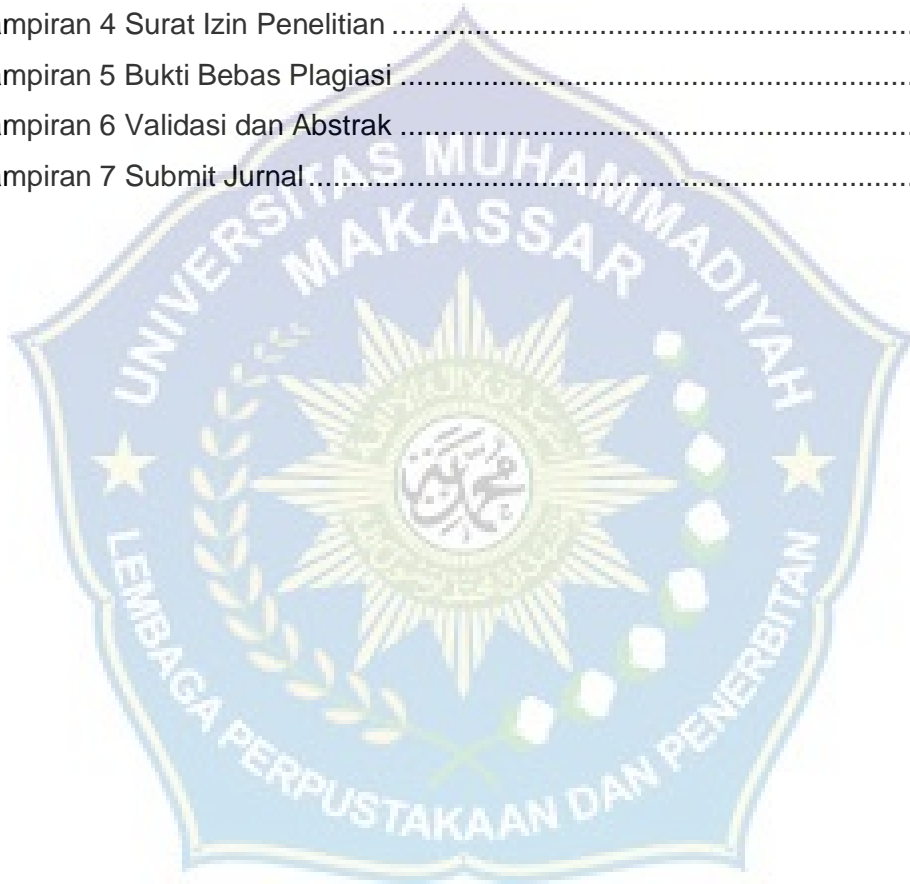 ampiran 4 Surat Izin Penelitian ........................................................
ampiran 5 Bukti Bebas Plagiasi ........................................................
ampiran 6 Validasi dan Abstrak ........................................................
ampiran 7 Submit Jurnal ........................................................
UNIVERSITAS MUHAMMADIYAH
MAKASSAR
LEMBAGA PERPUSTAKAAN DAN PENERBITAN